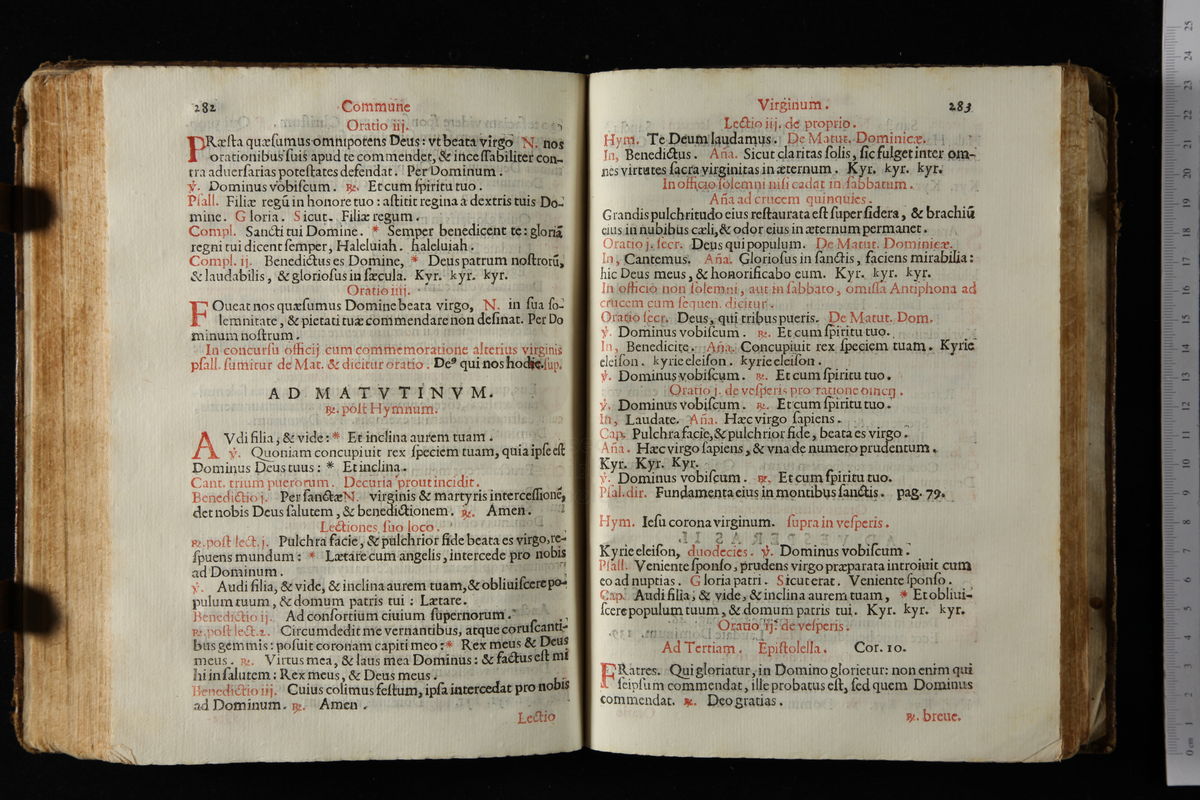 282 Commune
Oratio iij.
PRæsta quæsumus omnipotens Deus: vt beata virgo N. nos
orationibus suis apud te commendet, & incessabiliter con-
tra aduersarias potestates defendat. Per Dominum.
℣. Dominus vobiscum. ℟. Et cum spiritu tuo.
Psall. Filiæ regũ in honore tuo: astitit regina à dextris tuis Do-
mine. Gloria. Sicut. Filiæ regum.
Compl. Sancti tui Domine. * Semper benedicent te: gloriã
regni tui dicent semper, Haleluiah. haleluiah.
Compl. ij. Benedictus es Domine, * Deus patrum nostrorũ,
& laudabilis, & gloriosus in sæcula. Kyr. kyr. kyr.
Oratio iiij.
FOueat nos quæsumus Domine beata virgo, N. in sua so-
lemnitate, & pietati tuæ commendare non desinat. Per Do
minum nostrum.
In concursu officij cum commemoratione alterius virginis
psall. sumitur de Mat. & dicitur oratio. Deꝰ qui nos hodie. sup.
AD MATVTINVM.
℟. post Hymnum.
AVdi filia, & vide: * Et inclina aurem tuam.
℣. Quoniam concupiuit rex speciem tuam, quia ipse est
Dominus Deus tuus: * Et inclina.
Cant. trium puerorum. Decuria prout incidit.
Benedictio j. Per sanctæ N. virginis & martyris intercessionẽ,
det nobis Deus salutem, & benedictionem. ℟. Amen.
Lectiones suo loco.
℟. post lect. j. Pulchra facie, & pulchrior fide beata es virgo, re-
spuens mundum: * Lætare cum angelis, intercede pro nobis
ad Dominum.
℣. Audi filia, & vide, & inclina aurem tuam, & obliuiscere po-
pulum tuum, & domum patris tui: Lætare.
Benedictio ij. Ad consortium ciuium supernorum.
℟. post lect. 2. Circumdedit me vernantibus, atque coruscanti-
bus gemmis: posuit coronam capiti meo: * Rex meus & Deus
meus. ℟. Virtus mea, & laus mea Dominus: & factus est mi
hi in salutem: Rex meus, & Deus meus.
Benedictio iij. Cuius colimus festum, ipsa intercedat pro nobis
ad Dominum. ℟. Amen.
Lectio
Virginum. 283
Lectio iij. de proprio.
Hym. Te Deum laudamus. De Matut. Dominicæ.
In, Benedictus. Aña. Sicut claritas solis, sic fulget inter om-
nes virtutes sacra virginitas in æternum. Kyr. kyr. kyr.
In officio solemni nisi cadat in sabbatum.
Aña ad crucem quinquies.
Grandis pulchritudo eius restaurata est super sidera, & brachiũ
eius in nubibus cæli, & odor eius in æternum permanet.
Oratio j. secr. Deus qui populum. De Matut. Dominicæ.
In, Cantemus. Aña. Gloriosus in sanctis, faciens mirabilia:
hic Deus meus, & honorificabo eum. Kyr. kyr. kyr.
In officio non solemni, aut in sabbato, omissa Antiphona ad
crucem cum sequen. dicitur.
Oratio secr. Deus, qui tribus pueris. De Matut. Dom.
℣. Dominus vobiscum. ℟. Et cum spiritu tuo.
In, Benedicite. Aña. Concupiuit rex speciem tuam. Kyrie
eleison. kyrie eleison. kyrie eleison.
℣. Dominus vobiscum. ℟. Et cum spiritu tuo.
Oratio j. de vesperis pro ratione officij.
℣. Dominus vobiscum. ℟. Et cum spiritu tuo.
In, Laudate. Aña. Hæc virgo sapiens.
Cap. Pulchra facie, & pulchrior fide, beata es virgo.
Aña. Hæc virgo sapiens, & vna de numero prudentum.
Kyr. Kyr. Kyr.
℣. Dominus vobiscum. ℟. Et cum spiritu tuo.
Psal. dir. Fundamenta eius in montibus sanctis. pag. 79.
Hym. Iesu corona virginum. supra in vesperis.
Kyrie eleison, duodecies. ℣. Dominus vobiscum.
Psall. Veniente sponso, prudens virgo præparata introiuit cum
eo ad nuptias. Gloria patri. Sicut erat. Veniente sponso.
Cap. Audi filia, & vide, & inclina aurem tuam, * Et obliui-
scere populum tuum, & domum patris tui. Kyr. kyr. kyr.
Oratio ij. de vesperis.
Ad Tertiam. Epistolella. Cor. 10.
FRatres. Qui gloriatur, in Domino glorietur: non enim qui
seipsum commendat, ille probatus est, sed quem Dominus
commendat. ℟. Deo gratias.
℟. breue.